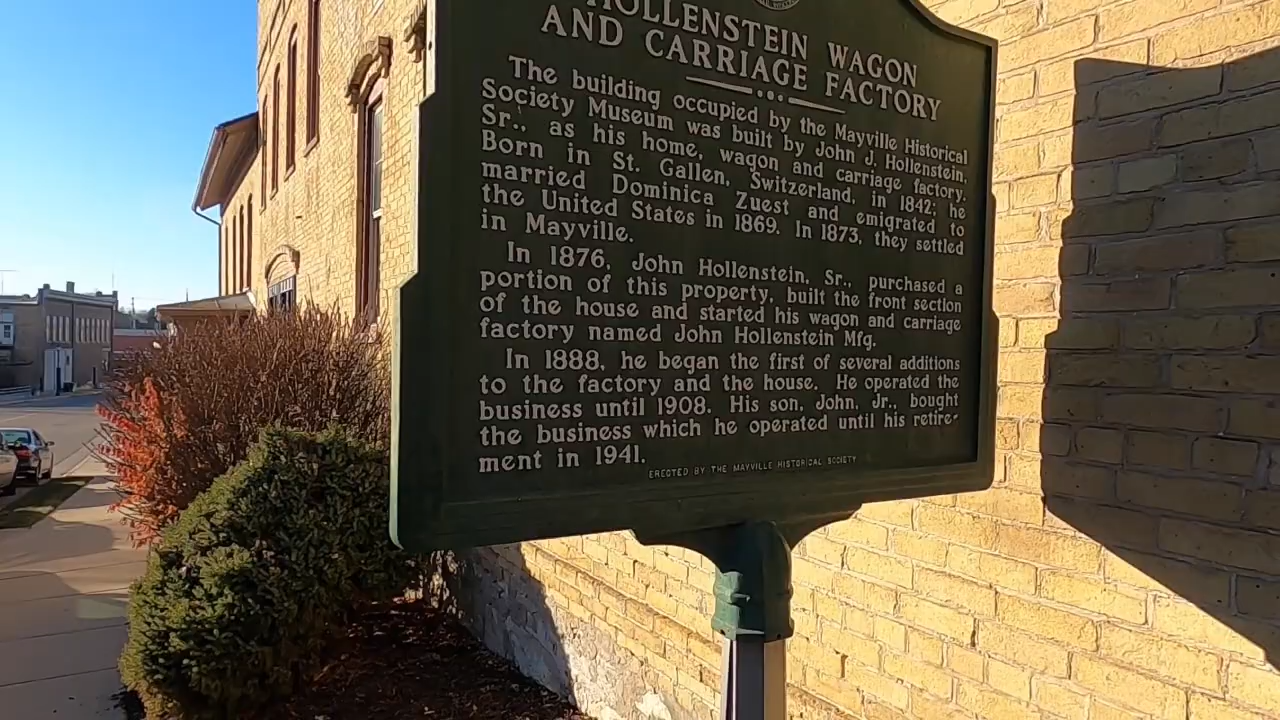 HOLLENSTEIN WAGON
AND CARRIAGE FACTORY
The building occupied by the Mayville Historical
Society Museum was built by John J. Hollenstein,
Sr., as his home, wagon and carriage factory.
Born in St. Gallen, Switzerland, in 1842; he
married Dominica Zuest and emigrated to
the United States in 1869. In 1873, they settled
in Mayville.
In 1876, John Hollenstein, Sr., purchased a
portion of this property, built the front section
of the house and started his wagon and carriage
factory named John Hollenstein Mfg.
In 1888, he began the first of several additions
to the factory and the house. He operated the
business until 1908. His son, John, Jr., bought
the business which he operated until his retire-
ment in 1941.
ERECTED BY THE MAYVILLE HISTORICAL SOCIETY